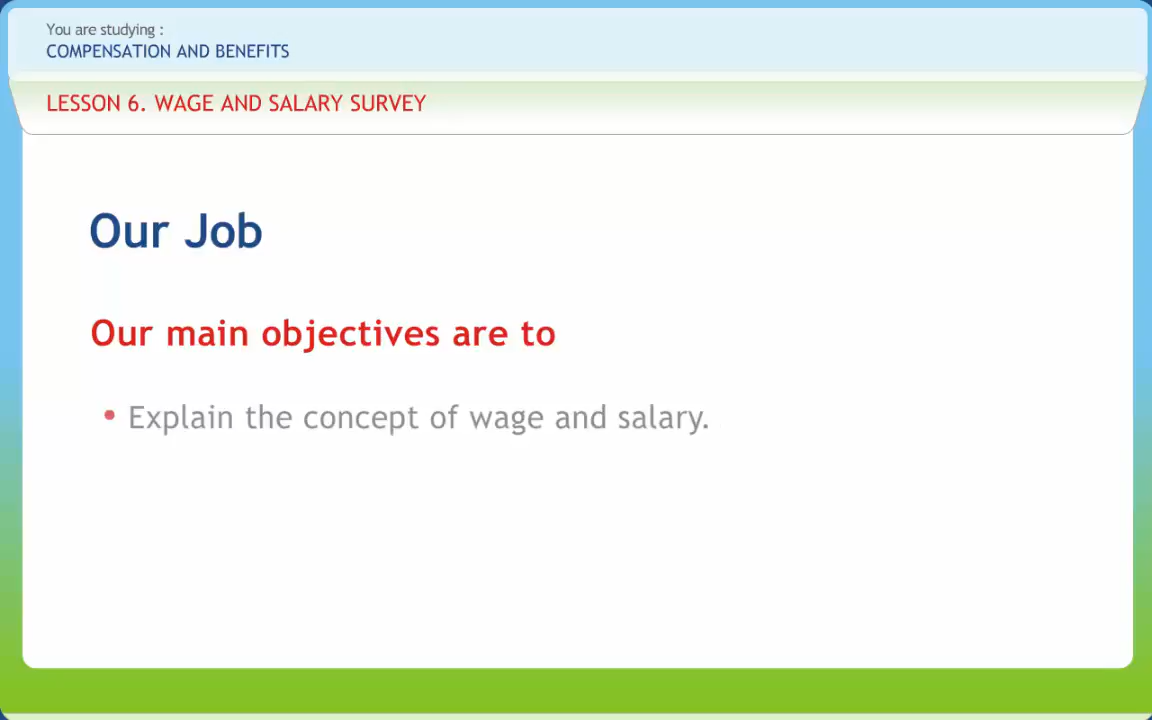 You are studying :
COMPENSATION AND BENEFITS
LESSON 6. WAGE AND SALARY SURVEY
Our Job
Our main objectives are to
• Explain the concept of wage and salary.